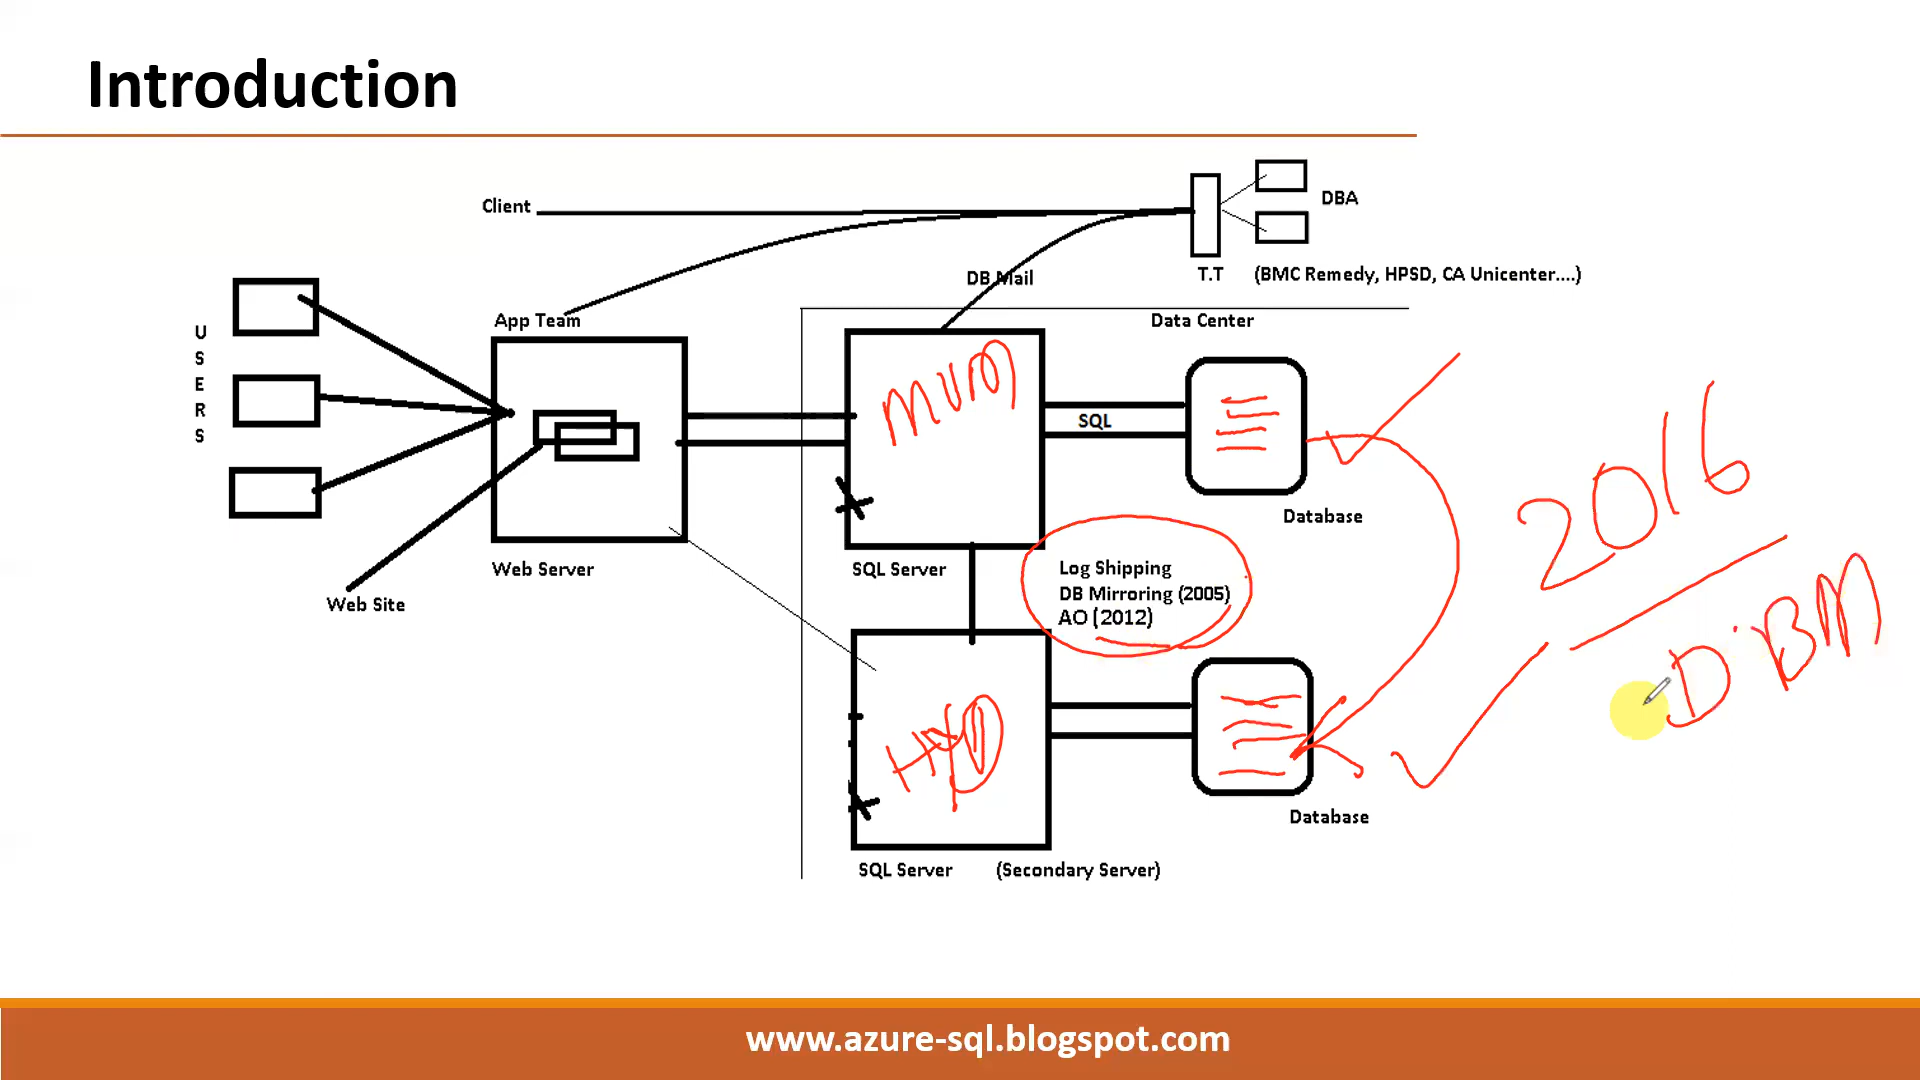 Introduction
Client
DBA
DB Mail
T.T (BMC Remedy, HPSD, CA Unicenter....)
App Team
Data Center
U
S
E
R
S
MUM
SQL
2016
Database
Web Server
SQL Server
Log Shipping
DB Mirroring (2005)
AO (2012)
Web Site
D.BM
HYD
Database
SQL Server (Secondary Server)
www.azure-sql.blogspot.com